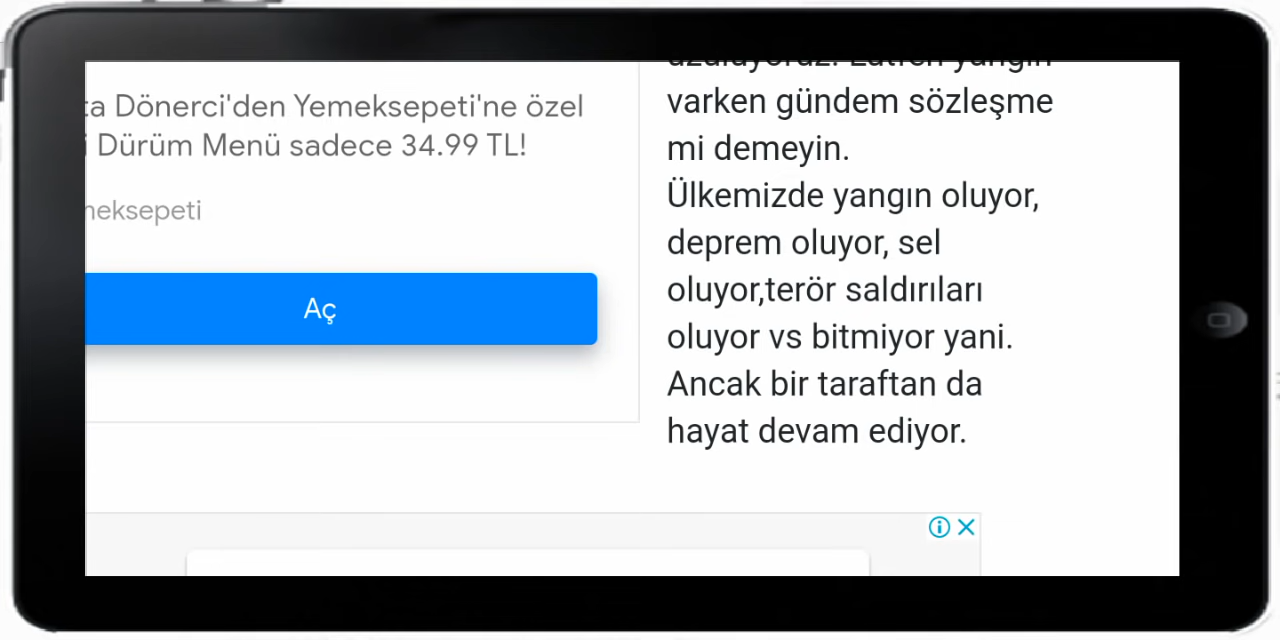 Dönerci'den Yemeksepeti'ne özel
Dürüm Menü sadece 34.99 TL!
Aç
varken gündem sözleşme
mi demeyin.
Ülkemizde yangın oluyor,
deprem oluyor, sel
oluyor,terör saldırıları
oluyor vs bitmiyor yani.
Ancak bir taraftan da
hayat devam ediyor.